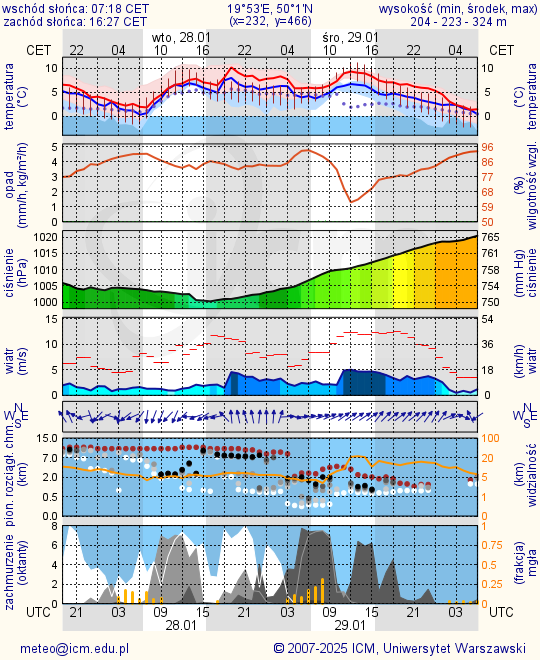 wschód słońca: 07:18 CET
19°53'E, 50°1'N
wysokość (min, środek, max)
zachód słońca: 16:27 CET
(x=232, y=466)
204 - 223 - 324 m
wto, 28.01
śro, 29.01
CET 22 04 10 16 22 04 10 16 22 04 CET
temperatura
(°C)
10
5
0
10
5
0
(°C)
temperatura
opad
(mm/h, kg/m²/h)
5
4
3
2
1
0
96
86
77
68
59
50
(%)
wilgotność wzgl.
ciśnienie
(hPa)
1020
1015
1010
1005
1000
765
761
758
754
750
(mm Hg)
ciśnienie
wiatr
(m/s)
15
10
5
0
54
36
18
0
(km/h)
wiatr
N
W E
S
N
W E
S
pion. rozciągł. chm.
(km)
15.0
7.0
2.0
0.5
0.0
100
20
5
1
0
(km)
widzialność
zachmurzenie
(oktanty)
8
6
4
2
0
1
0.75
0.5
0.25
0
(frakcja)
mgła
UTC 21 03 09 15 21 03 09 15 21 03 UTC
28.01
29.01
meteo@icm.edu.pl
© 2007-2025 ICM, Uniwersytet Warszawski